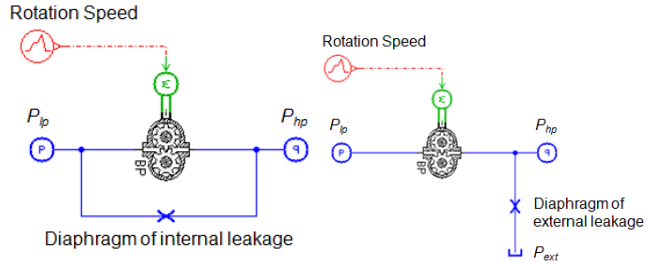 Rotation Speed
P_lp
P_hp
P
P
BP
Diaphragm of internal leakage
Rotation Speed
P_lp
P_hp
P
P
BP
Diaphragm of
external leakage
P_ext